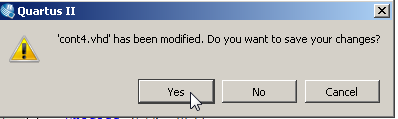 Quartus II
'cont4.vhd' has been modified. Do you want to save your changes?
Yes No Cancel